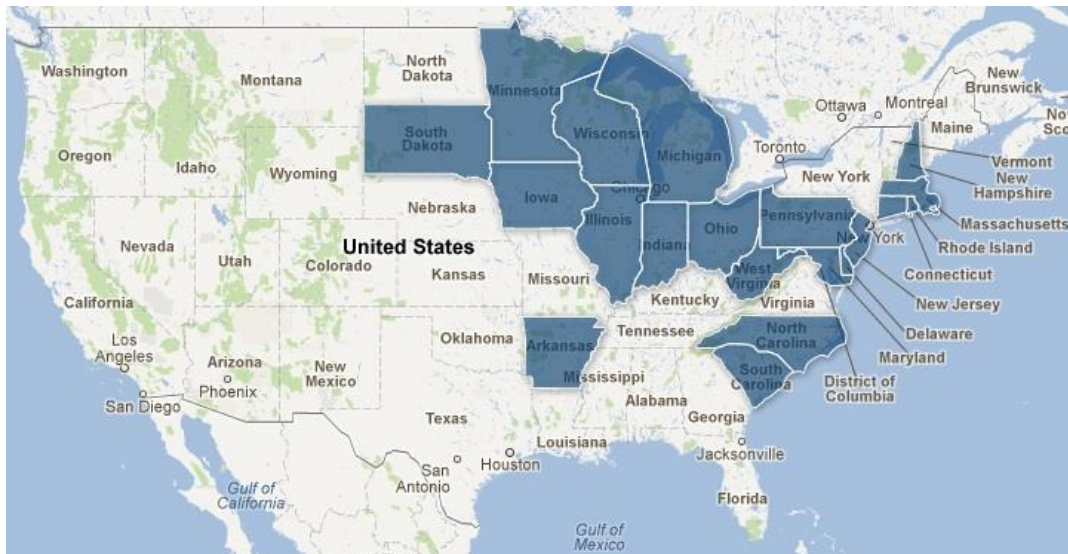 Washington
Montana
North
Dakota
Minnesota
Ottawa
Montreal
New
Brunswick
Maine
Nov
Sco
Oregon
Idaho
Wyoming
South
Dakota
Wisconsin
Michigan
Toronto
New York
Vermont
New
Hampshire
Massachusetts
Rhode Island
Connecticut
New Jersey
Delaware
Maryland
District of
Columbia
Chicago
Iowa
Nebraska
Illinois
Indiana
Ohio
Pennsylvania
New York
Nevada
Utah
Colorado
United States
Kansas
Missouri
West
Virginia
Virginia
Kentucky
California
Los
Angeles
San Diego
Arizona
Phoenix
New
Mexico
Oklahoma
Arkansas
Tennessee
North
Carolina
South
Carolina
Mississippi
Alabama
Georgia
Texas
Louisiana
Jacksonville
San
Antonio
Houston
Florida
Gulf of
California
Gulf of
Mexico